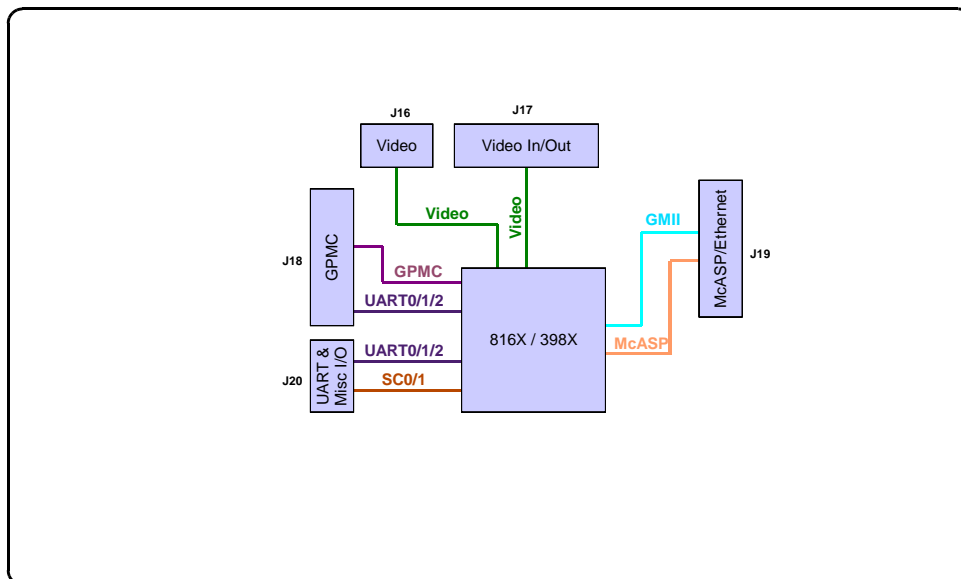 J16
J17
Video
Video In/Out
Video
Video
GMII
McASP/Ethernet
J19
J18
GPMC
GPMC
UART0/1/2
816X / 398X
McASP
UART0/1/2
J20
UART &
Misc I/O
SC0/1